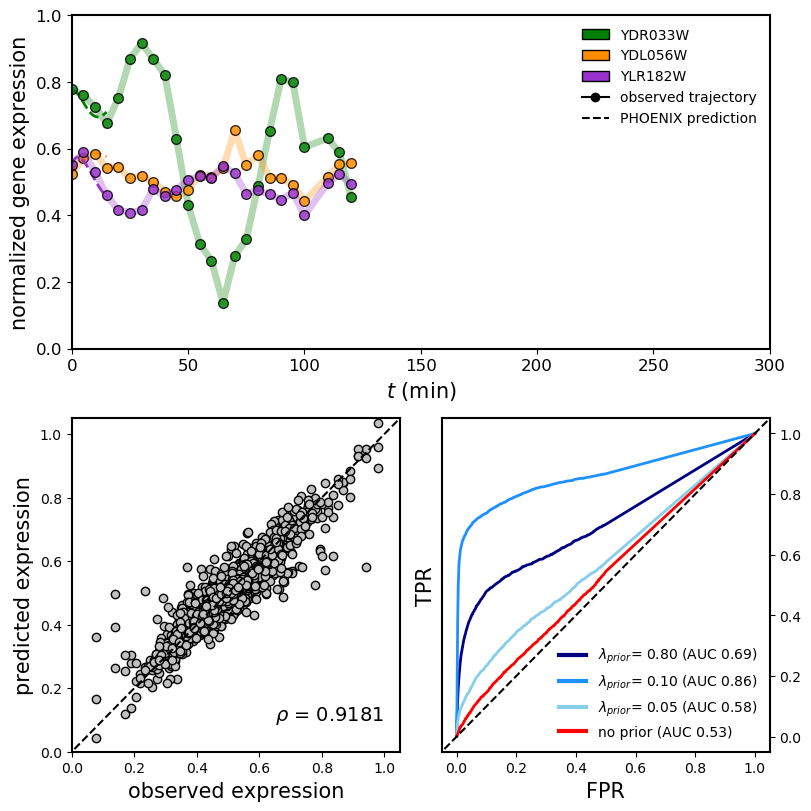 1.0
0.8
0.6
0.4
0.2
0.0
normalized gene expression
YDR033W
YDL056W
YLR182W
observed trajectory
PHOENIX prediction
0 50 100 150 200 250 300
t (min)
1.0
0.8
0.6
0.4
0.2
0.0
predicted expression
ρ = 0.9181
0.0 0.2 0.4 0.6 0.8 1.0
observed expression
TPR
λprior= 0.80 (AUC 0.69)
λprior= 0.10 (AUC 0.86)
λprior= 0.05 (AUC 0.58)
no prior (AUC 0.53)
1.0
0.8
0.6
0.4
0.2
0.0
0.0 0.2 0.4 0.6 0.8 1.0
FPR